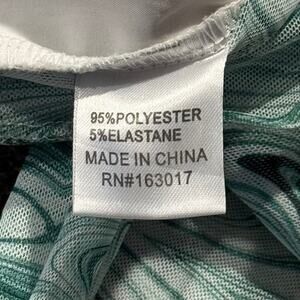 95%POLYESTER
5%ELASTANE
MADE IN CHINA
RN#163017